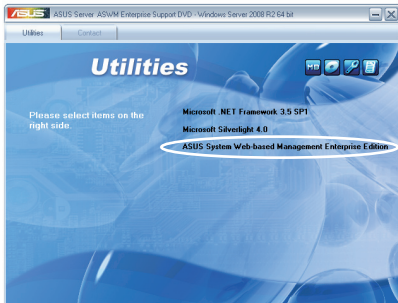 ASUS ASUS Server ASWM Enterprise Support DVD - Windows Server 2008 R2 64 bit
Utilities Contact
Utilities
MB
Please select items on the
right side.
Microsoft .NET Framework 3.5 SP1
Microsoft Silverlight 4.0
ASUS System Web-based Management Enterprise Edition